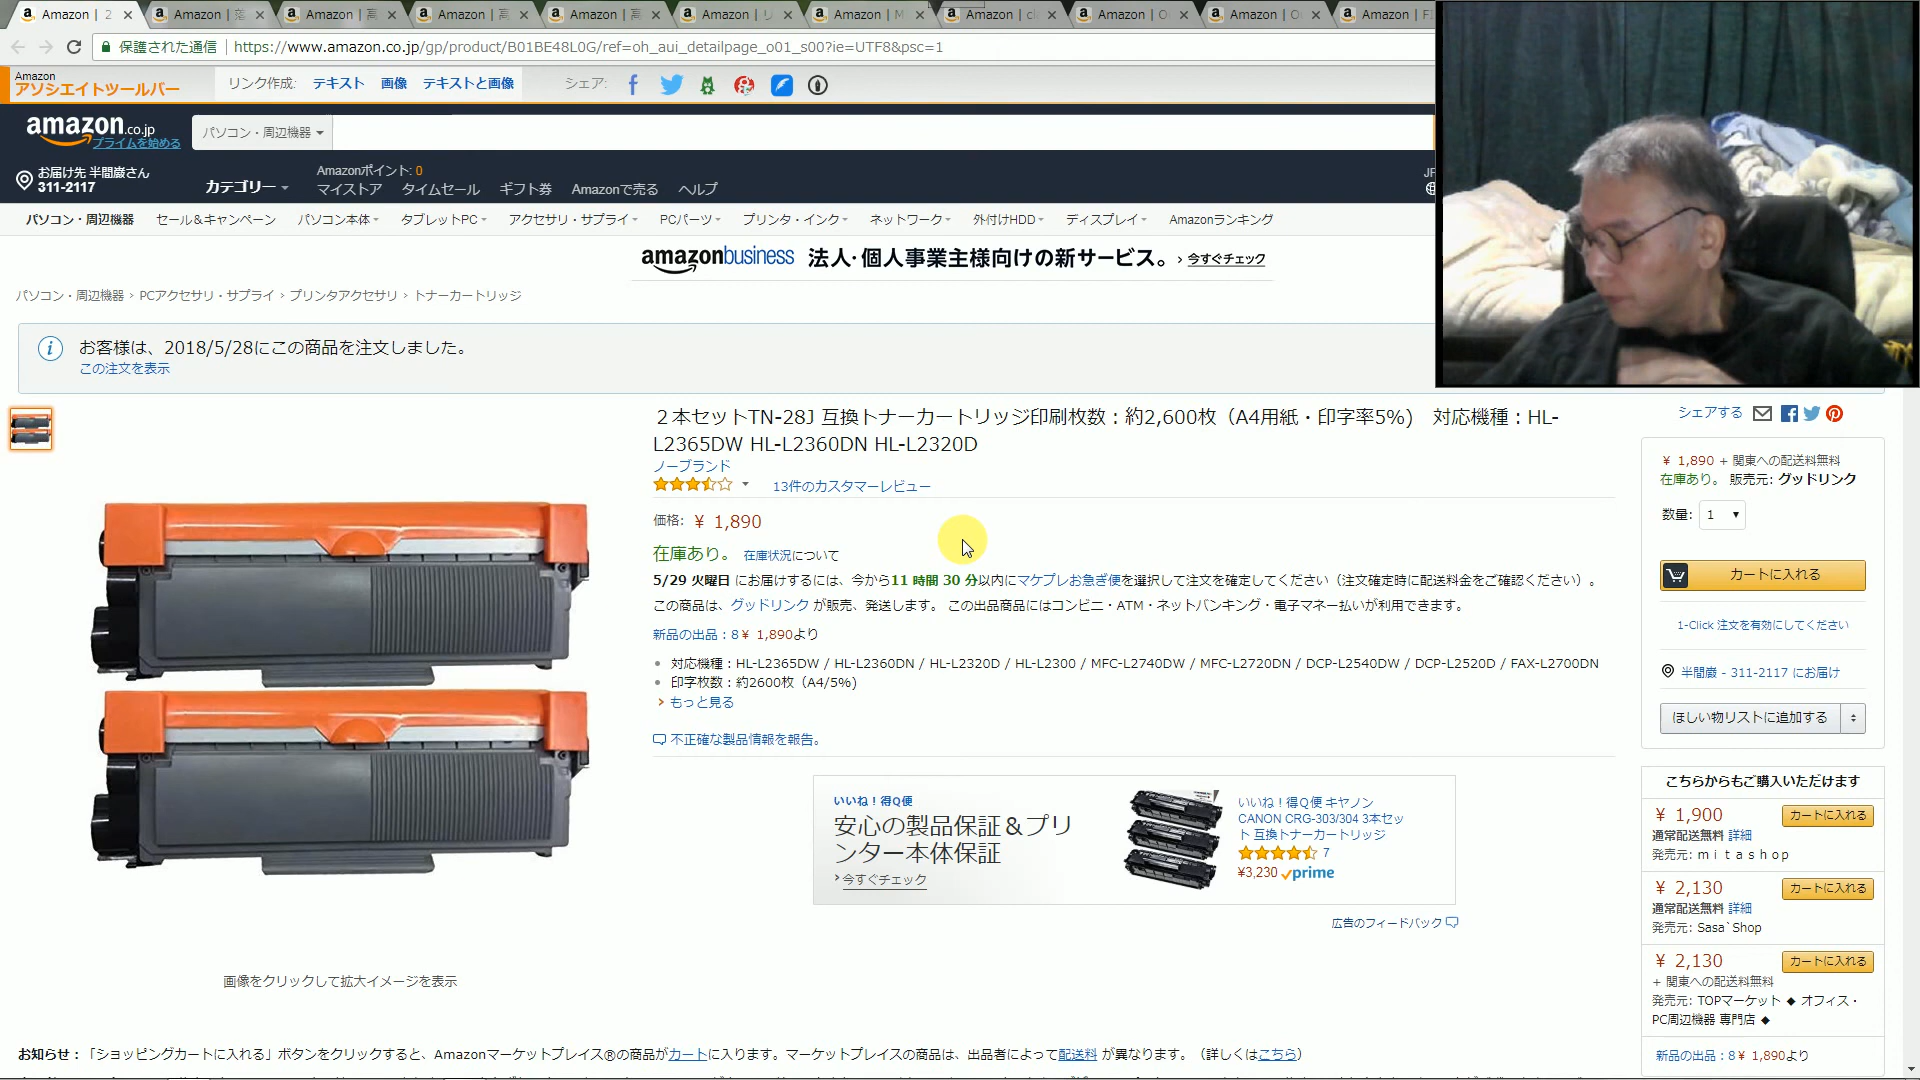 Amazon | 2
Amazon | 落
Amazon | 高
Amazon | 高
Amazon | 高
Amazon | リ
Amazon | M
Amazon | cl
Amazon | O
Amazon | O
Amazon | F
保護された通信 | https://www.amazon.co.jp/gp/product/B01BE48L0G/ref=oh_aui_detailpage_o01_s00?ie=UTF8&psc=1
Amazon
アソシエイトツールバー
リンク作成: テキスト 画像 テキストと画像 シェア:
amazon.co.jp
プライムを始める
パソコン・周辺機器
お届け先 半間巌さん
311-2117
カテゴリー
Amazonポイント: 0
マイストア タイムセール ギフト券 Amazonで売る ヘルプ
パソコン・周辺機器 セール&キャンペーン パソコン本体 タブレットPC アクセサリ・サプライ PCパーツ プリンタ・インク ネットワーク 外付けHDD ディスプレイ Amazonランキング
amazonbusiness 法人・個人事業主様向けの新サービス。 › 今すぐチェック
パソコン・周辺機器 › PCアクセサリ・サプライ › プリンタアクセサリ › トナーカートリッジ
お客様は、2018/5/28にこの商品を注文しました。
この注文を表示
２本セットTN-28J 互換トナーカートリッジ印刷枚数：約2,600枚（A4用紙・印字率5%） 対応機種：HL-
L2365DW HL-L2360DN HL-L2320D
ノーブランド
13件のカスタマーレビュー
価格: ￥ 1,890
在庫あり。 在庫状況について
5/29 火曜日 にお届けするには、今から11 時間 30 分以内にマケプレお急ぎ便を選択して注文を確定してください（注文確定時に配送料金をご確認ください）。
この商品は、グッドリンク が販売、発送します。 この出品商品にはコンビニ・ATM・ネットバンキング・電子マネー払いが利用できます。
新品の出品：8￥ 1,890より
対応機種：HL-L2365DW / HL-L2360DN / HL-L2320D / HL-L2300 / MFC-L2740DW / MFC-L2720DN / DCP-L2540DW / DCP-L2520D / FAX-L2700DN
印字枚数：約2600枚（A4/5%)
› もっと見る
不正確な製品情報を報告。
画像をクリックして拡大イメージを表示
いいね！得Q便
安心の製品保証＆プリ
ンター本体保証
›今すぐチェック
いいね！得Q便 キヤノン
CANON CRG-303/304 3本セッ
ト 互換トナーカートリッジ
7
¥3,230 prime
広告のフィードバック
シェアする
￥ 1,890 + 関東への配送料無料
在庫あり。 販売元: グッドリンク
数量: 1
カートに入れる
1-Click 注文を有効にしてください
半間巌 - 311-2117 にお届け
ほしい物リストに追加する
こちらからもご購入いただけます
￥ 1,900 カートに入れる
通常配送無料 詳細
発売元: ｍｉｔａｓｈｏｐ
￥ 2,130 カートに入れる
通常配送無料 詳細
発売元: Sasa`Shop
￥ 2,130 カートに入れる
+ 関東への配送料無料
発売元: TOPマーケット ◆ オフィス・
PC周辺機器 専門店 ◆
新品の出品：8￥ 1,890より
お知らせ：「ショッピングカートに入れる」ボタンをクリックすると、Amazonマーケットプレイス®の商品がカートに入ります。マーケットプレイスの商品は、出品者によって配送料 が異なります。（詳しくはこちら）